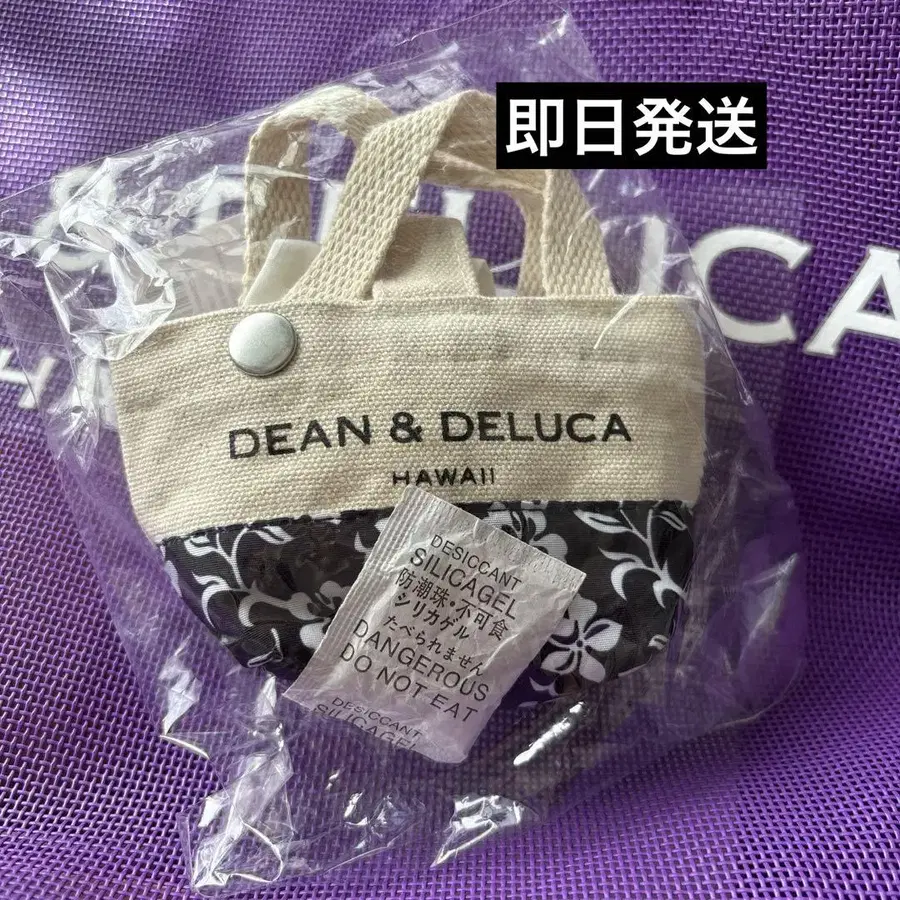 即日発送
DELUCA
H
DEAN & DELUCA
HAWAII
DESICCANT
SILICAGEL
防潮珠・不可食
シリカゲル
たべられません
DANGEROUS
DO NOT EAT
DESICCANT
SILICAGEL